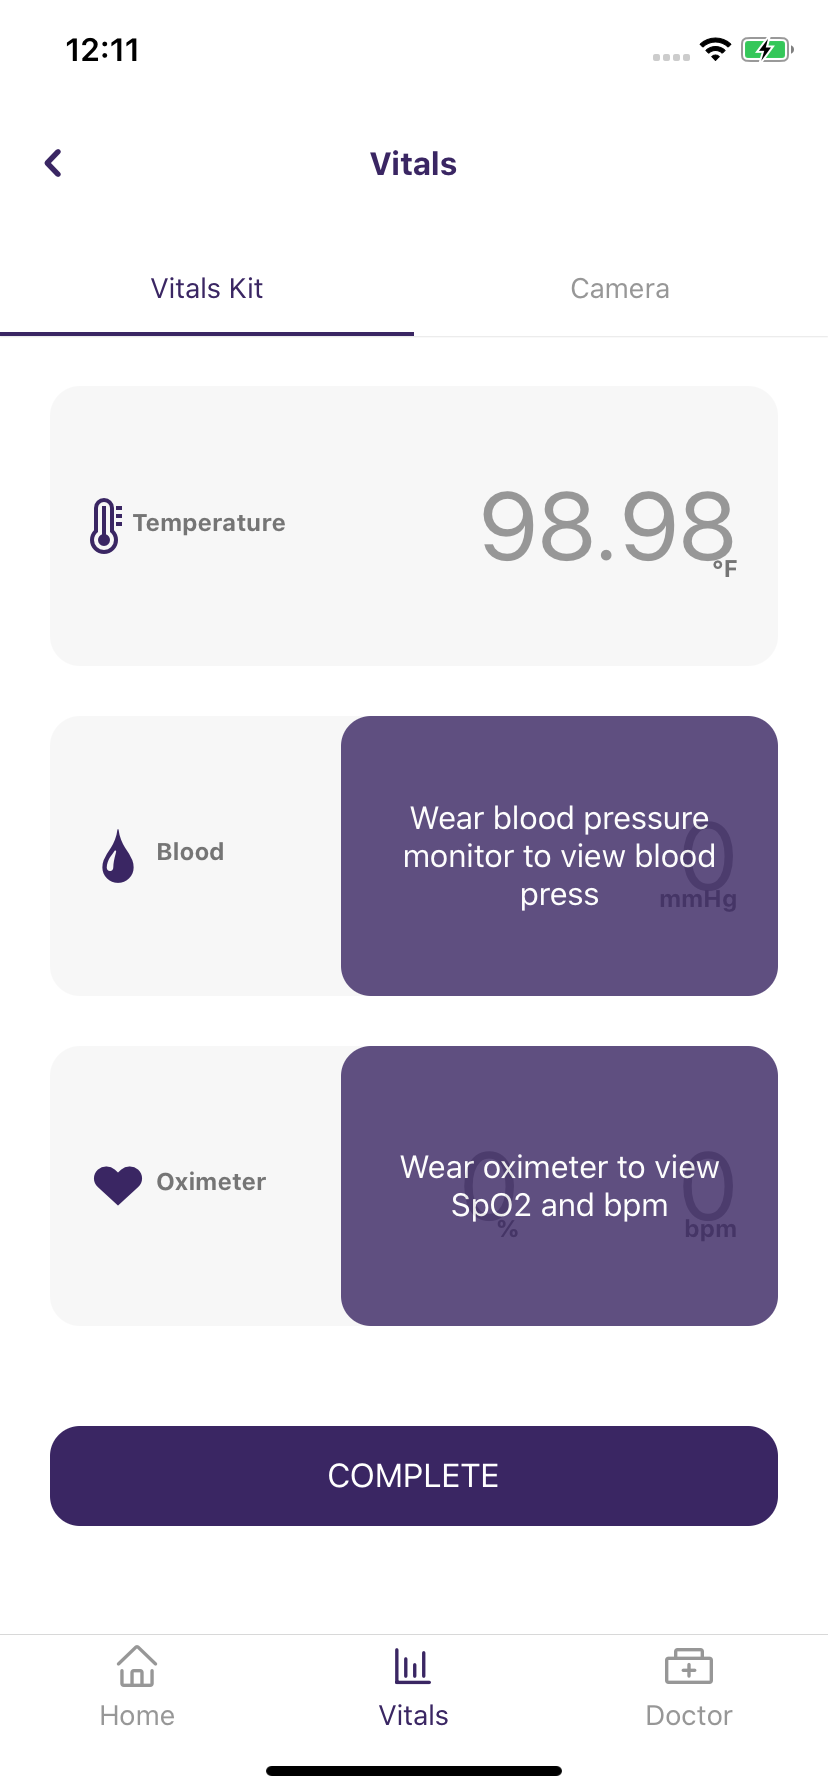 12:11
Vitals
Vitals Kit
Camera
Temperature
98.98
°F
Blood
Wear blood pressure
monitor to view blood
press
0
mmHg
Oximeter
Wear oximeter to view
SpO2 and bpm
0
%
0
bpm
COMPLETE
Home
Vitals
Doctor